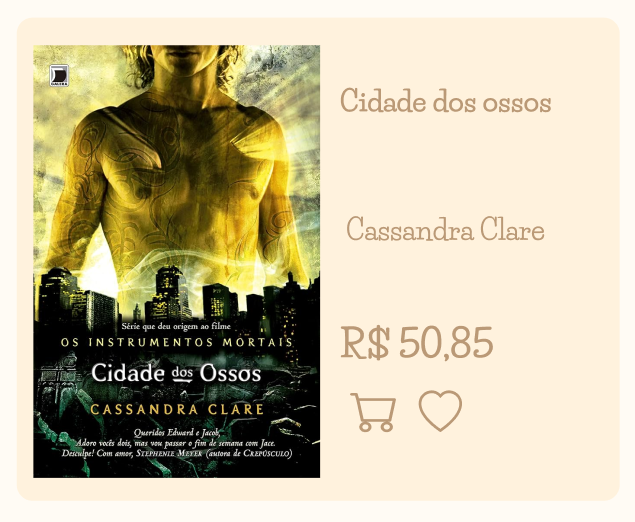 GALERA
Série que deu origem ao filme
OS INSTRUMENTOS MORTAIS
Cidade dos Ossos
CASSANDRA CLARE
Queridos Edward e Jacob,
Adoro vocês dois, mas vou passar o fim de semana com Jace.
Desculpe! Com amor, STEPHENIE MEYER (autora de CREPÚSCULO)
Cidade dos ossos
Cassandra Clare
R$ 50,85